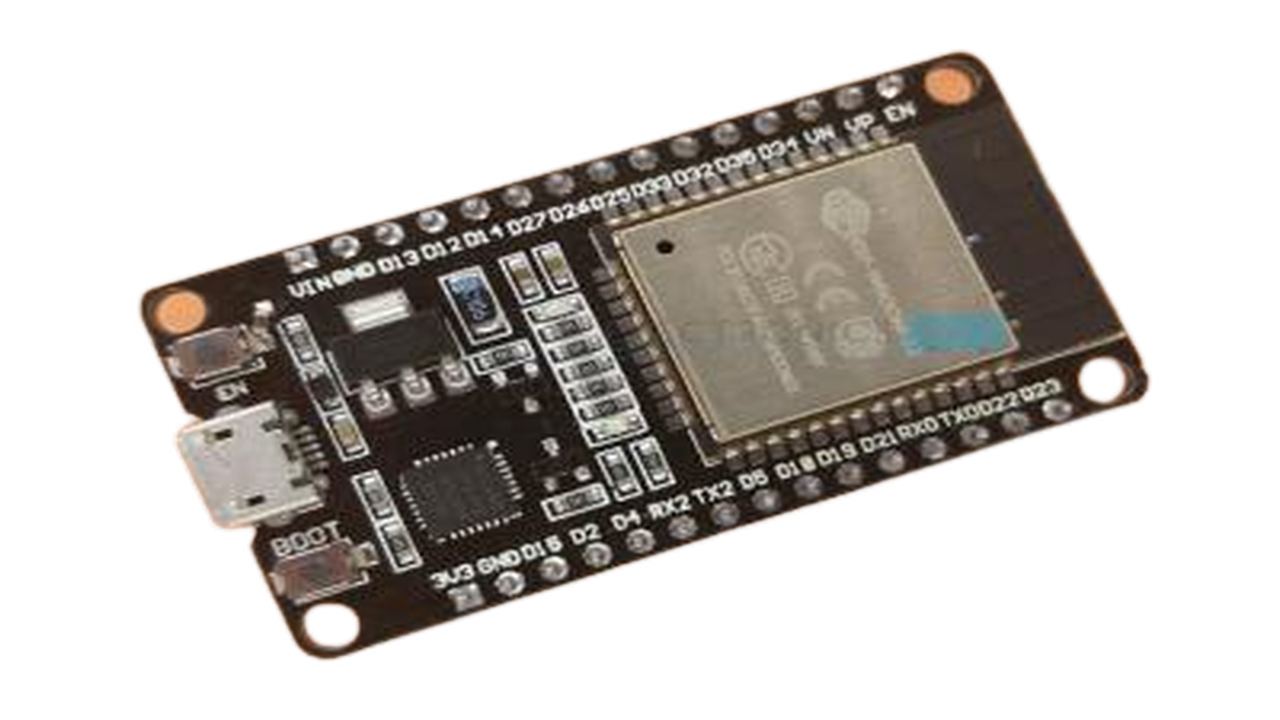 VIN GND D13 D12 D14 D27 D26 D25 D33 D32 D35 D34 VN VP EN
EN
BOOT
3V3 GND D15 D2 D4 RX2 TX2 D5 D18 D19 D21 RX0 TX0 D22 D23